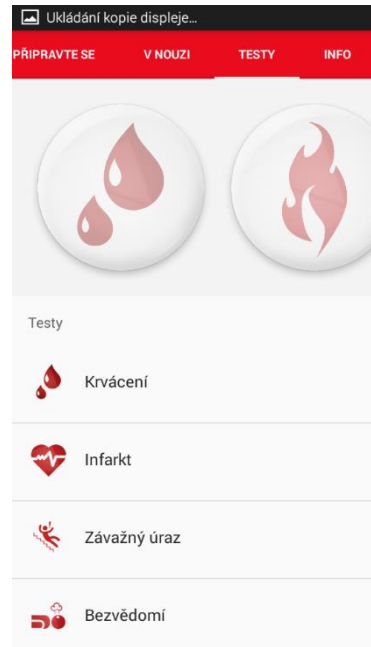 Ukládání kopie displeje…
PŘIPRAVTE SE V NOUZI TESTY INFO
Testy
Krvácení
Infarkt
Závažný úraz
Bezvědomí